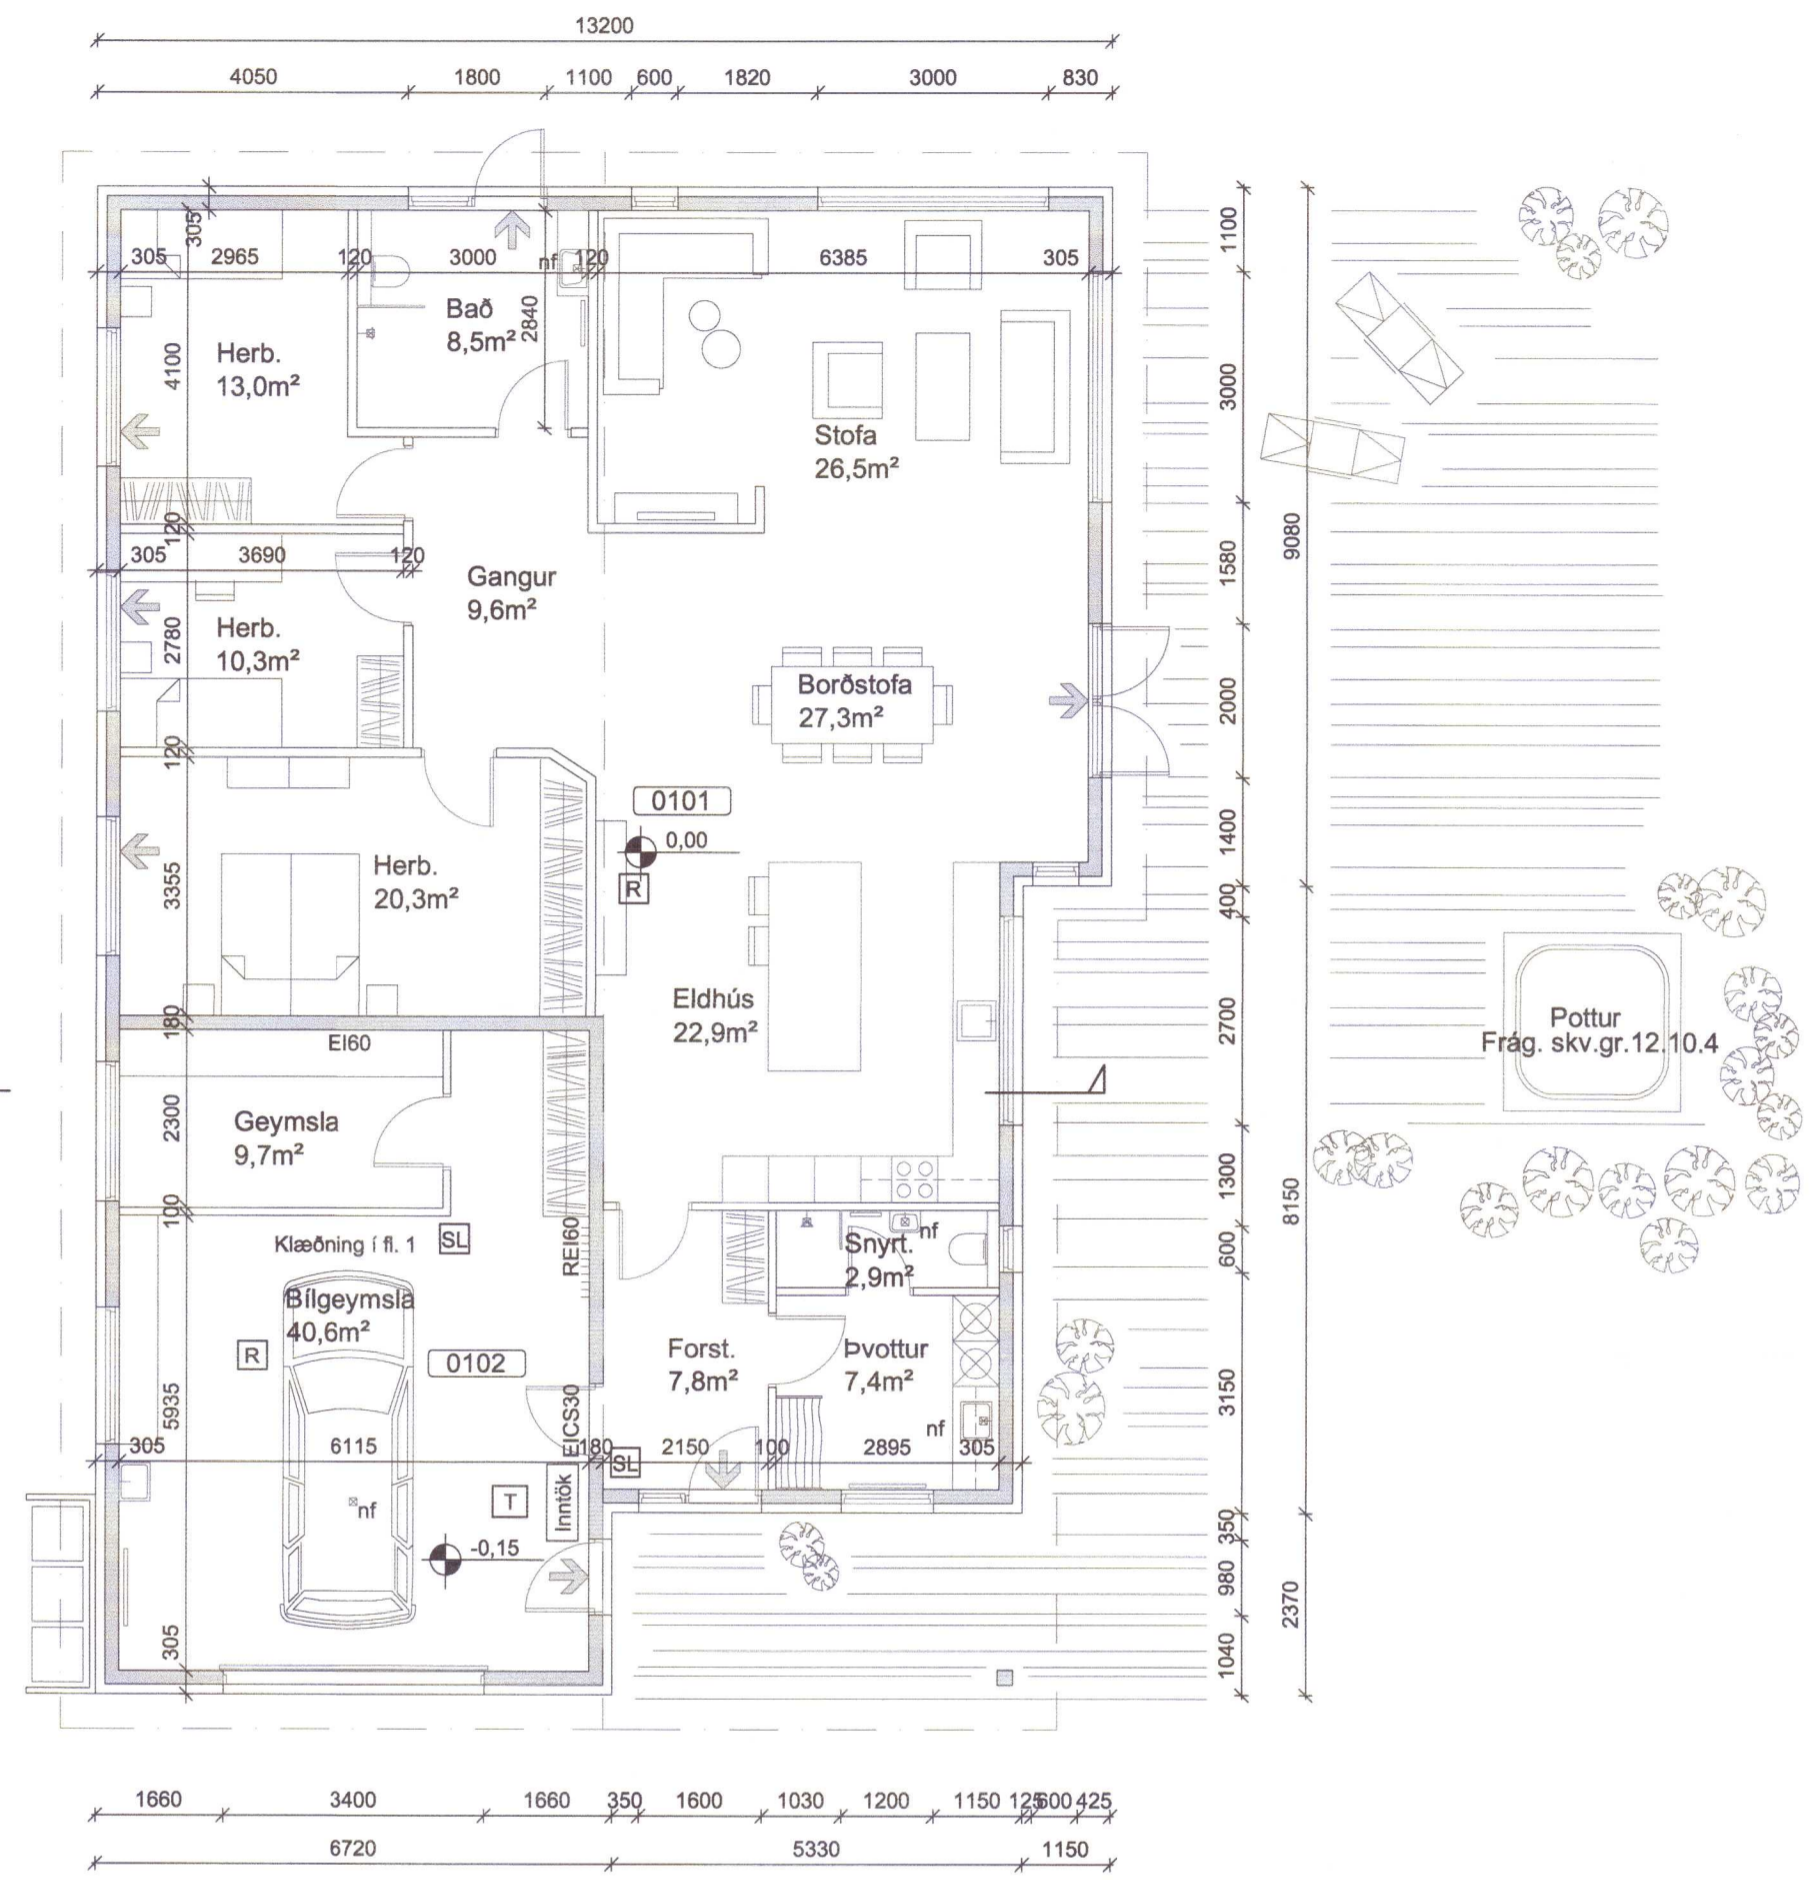 13200
4050 1800 1100 600 1820 3000 830
305
305 2965 120 3000 nf 120 6385 305
Bað
8,5m²
2840
Herb.
13,0m²
4100
Stofa
26,5m²
120
305 3690 120
Gangur
9,6m²
Herb.
10,3m²
2780
Borðstofa
27,3m²
120
0101
0,00
R
Herb.
20,3m²
3355
Eldhús
22,9m²
180
EI60
Geymsla
9,7m²
2300
100
Klæðning í fl. 1
SL
REI60
Snyrt.
2,9m²
nf
Bílgeymsla
40,6m²
R
0102
Forst.
7,8m²
Þvottur
7,4m²
nf
5935
EICS30
305 6115 180 SL 2150 100 2895 305
T
Inntök
nf
-0,15
305
1100
3000
1580
2000
1400
400
2700
1300
600
3150
350
980
1040
9080
8150
2370
Pottur
Frág. skv.gr.12.10.4
1660 3400 1660 350 1600 1030 1200 1150 125 600 425
6720 5330 1150